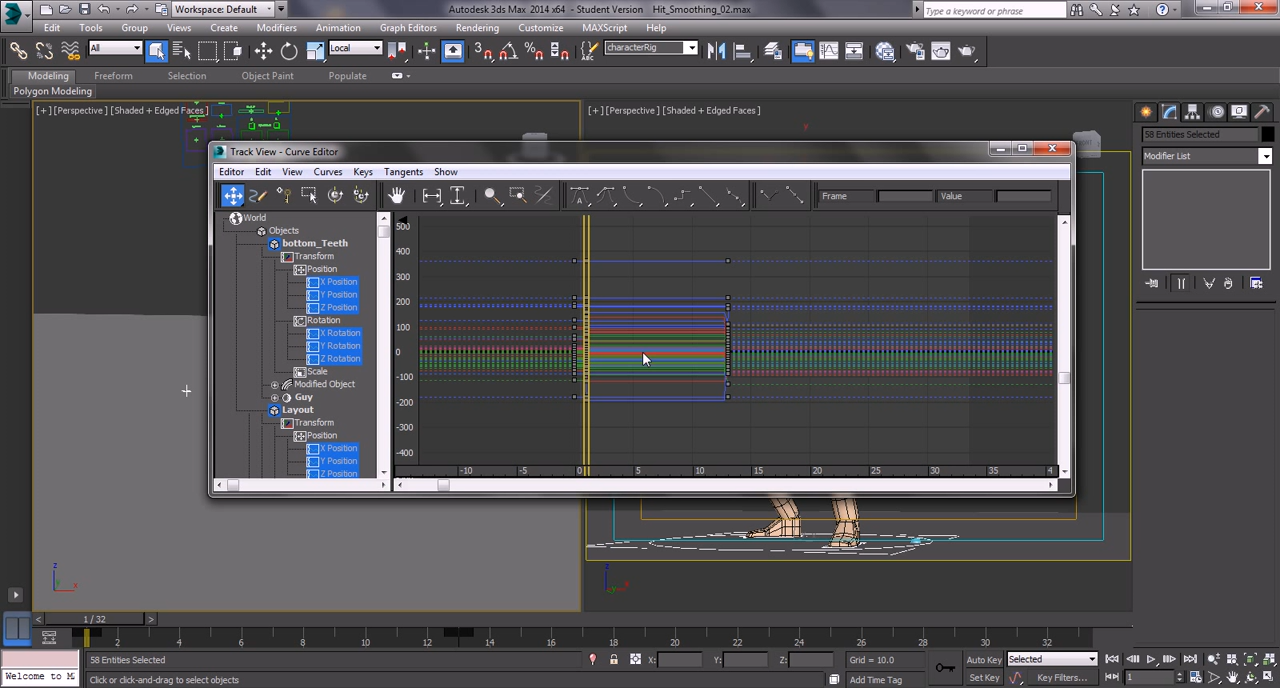 Workspace: Default
Autodesk 3ds Max 2014 x64 - Student Version Hit_Smoothing_02.max
Type a keyword or phrase
Edit Tools Group Views Create Modifiers Animation Graph Editors Rendering Customize MAXScript Help
All
Local
characterRig
Modeling Freeform Selection Object Paint Populate
Polygon Modeling
[+] [Perspective] [Shaded + Edged Faces]
[+] [Perspective] [Shaded + Edged Faces]
58 Entities Selected
Modifier List
Track View - Curve Editor
Editor Edit View Curves Keys Tangents Show
Frame Value
World
Objects
bottom_Teeth
Transform
Position
X Position
Y Position
Z Position
Rotation
X Rotation
Y Rotation
Z Rotation
Scale
Modified Object
Guy
Layout
Transform
Position
X Position
Y Position
Z Position
500
400
300
200
100
0
-100
-200
-300
-400
-10 -5 0 5 10 15 20 25 30 35 4
z
x
z
1 / 32
2 4 6 8 10 12 14 16 18 20 22 24 26 28 30 32
58 Entities Selected X: Y: Z: Grid = 10.0 Auto Key Selected
Welcome to M Click or click-and-drag to select objects Add Time Tag Set Key Key Filters... 1